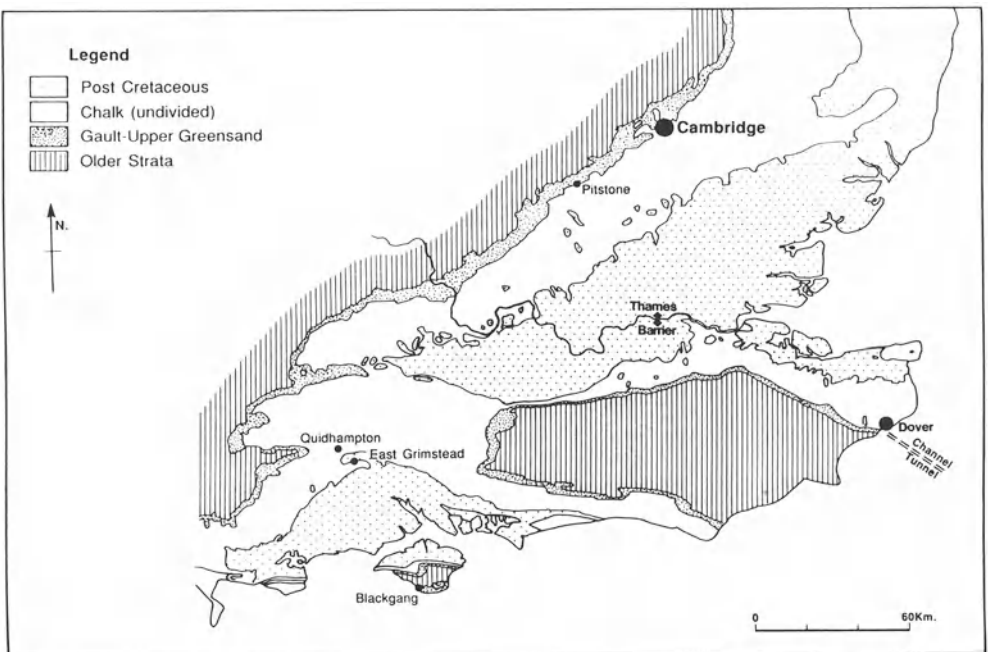 Legend
Post Cretaceous
Chalk (undivided)
Gault-Upper Greensand
Older Strata
N.
Cambridge
Pitstone
Thames
Barrier
Dover
Channel
Tunnel
Quidhampton
East Grimstead
Blackgang
0 60Km.